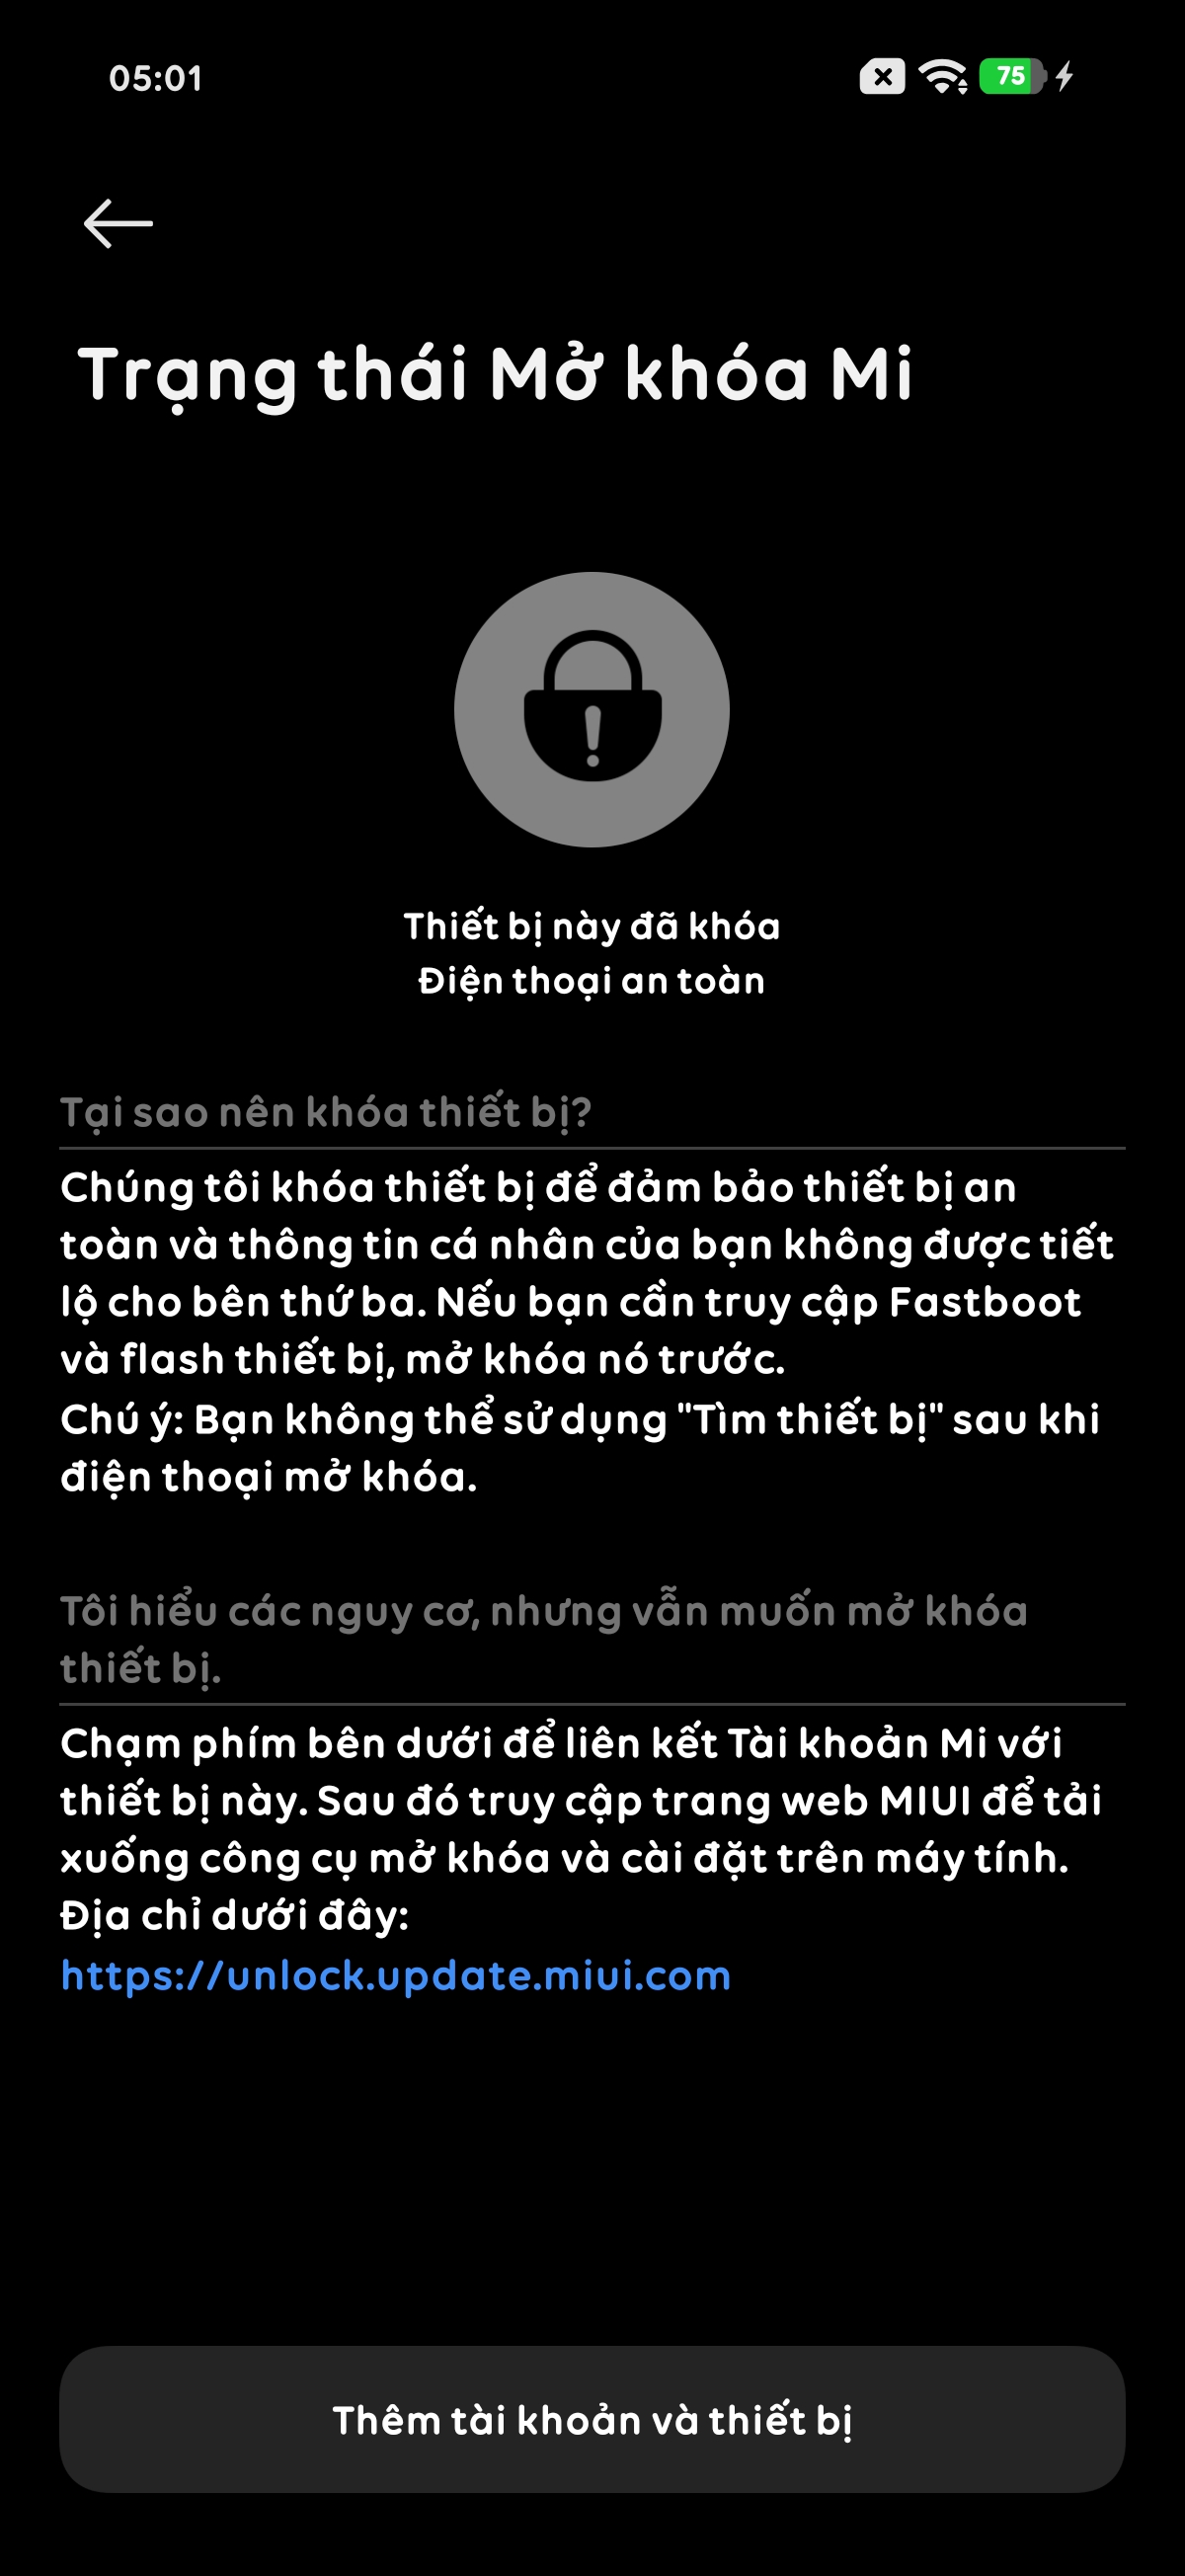 05:01
75
Trạng thái Mở khóa Mi
Thiết bị này đã khóa
Điện thoại an toàn
Tại sao nên khóa thiết bị?
Chúng tôi khóa thiết bị để đảm bảo thiết bị an
toàn và thông tin cá nhân của bạn không được tiết
lộ cho bên thứ ba. Nếu bạn cần truy cập Fastboot
và flash thiết bị, mở khóa nó trước.
Chú ý: Bạn không thể sử dụng "Tìm thiết bị" sau khi
điện thoại mở khóa.
Tôi hiểu các nguy cơ, nhưng vẫn muốn mở khóa
thiết bị.
Chạm phím bên dưới để liên kết Tài khoản Mi với
thiết bị này. Sau đó truy cập trang web MIUI để tải
xuống công cụ mở khóa và cài đặt trên máy tính.
Địa chỉ dưới đây:
https://unlock.update.miui.com
Thêm tài khoản và thiết bị